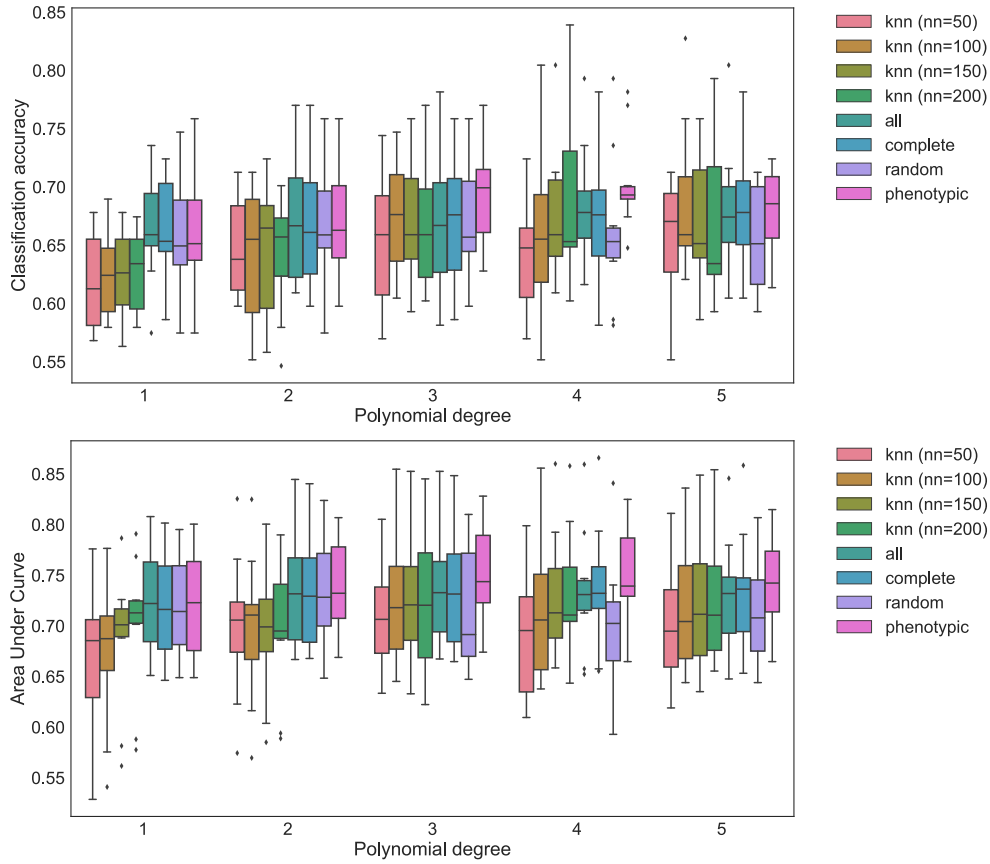 0.85
0.80
0.75
0.70
0.65
0.60
0.55
Classification accuracy
1 2 3 4 5
Polynomial degree
knn (nn=50)
knn (nn=100)
knn (nn=150)
knn (nn=200)
all
complete
random
phenotypic
0.85
0.80
0.75
0.70
0.65
0.60
0.55
Area Under Curve
1 2 3 4 5
Polynomial degree
knn (nn=50)
knn (nn=100)
knn (nn=150)
knn (nn=200)
all
complete
random
phenotypic